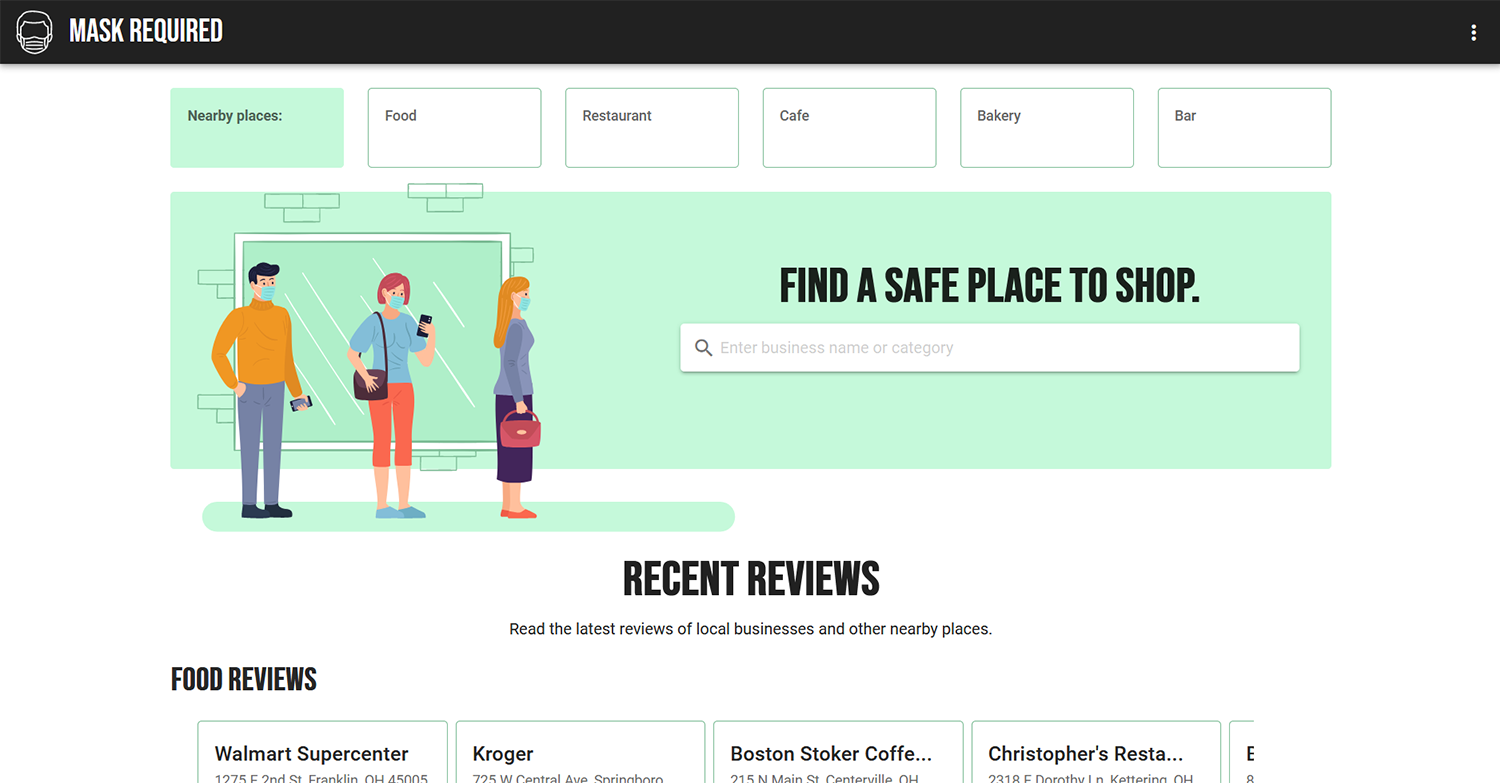 MASK REQUIRED
Nearby places:
Food
Restaurant
Cafe
Bakery
Bar
FIND A SAFE PLACE TO SHOP.
Enter business name or category
RECENT REVIEWS
Read the latest reviews of local businesses and other nearby places.
FOOD REVIEWS
Walmart Supercenter
Kroger
Boston Stoker Coffe...
Christopher's Resta...
1275 E 2nd St, Franklin, OH 45005
725 W Central Ave, Springboro
215 N Main St, Centerville, OH
2318 E Dorothy Ln, Kettering, OH